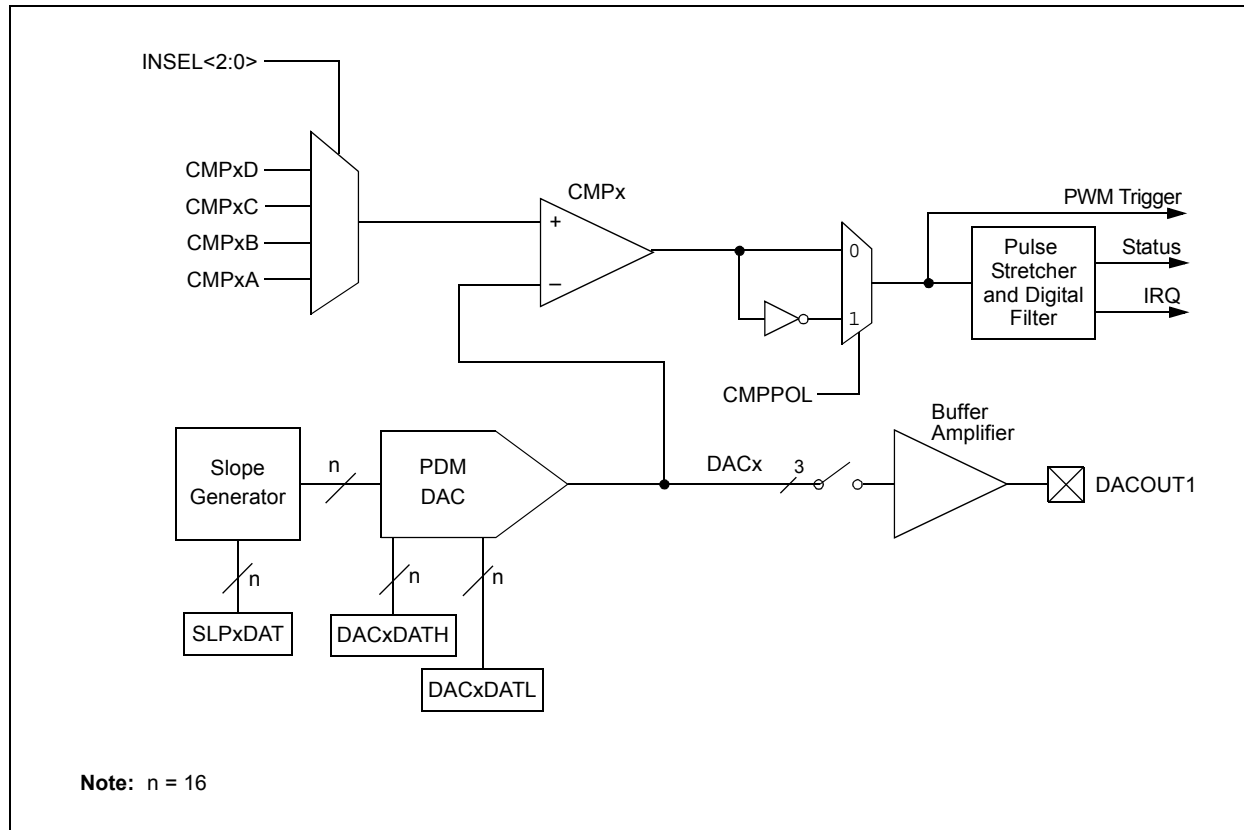 INSEL<2:0>
CMPxD
CMPxC
CMPxB
CMPxA
CMPx
+
–
0
1
CMPPOL
PWM Trigger
Pulse
Stretcher
and Digital
Filter
Status
IRQ
Slope
Generator
n
PDM
DAC
DACx
3
Buffer
Amplifier
DACOUT1
n
n
n
SLPxDAT
DACxDATH
DACxDATL
Note: n = 16